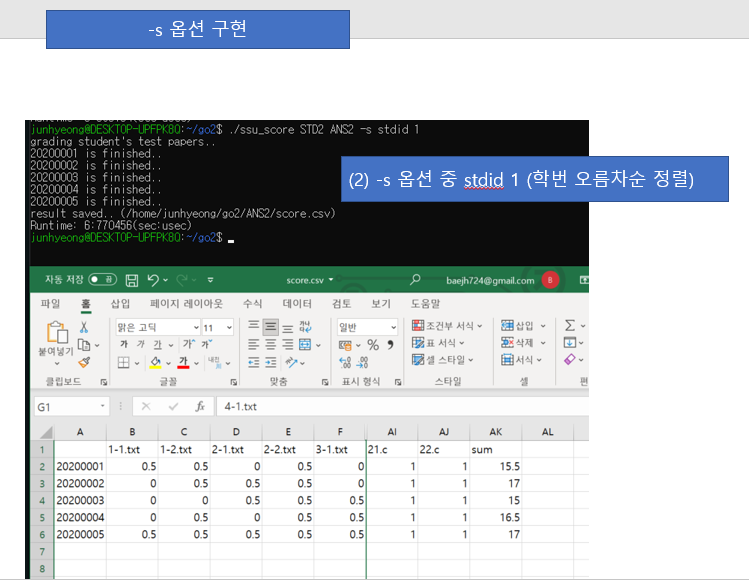 -s 옵션 구현
junhyeong@DESKTOP-UPFPK8Q:~/go2$ ./ssu_score STD2 ANS2 -s stdid 1
grading student's test papers..
20200001 is finished..
20200002 is finished..
20200003 is finished..
20200004 is finished..
20200005 is finished..
result saved.. (/home/junhyeong/go2/ANS2/score.csv)
Runtime: 6:770456(sec:usec)
junhyeong@DESKTOP-UPFPK8Q:~/go2$
(2) -s 옵션 중 stdid 1 (학번 오름차순 정렬)
자동 저장 끔 score.csv baejh724@gmail.com B
파일 홈 삽입 페이지 레이아웃 수식 데이터 검토 보기 도움말
붙여넣기 맑은 고딕 11 가 가 가 가 가 가 일반 % 조건부 서식 표 서식 셀 스타일 삽입 삭제 서식
클립보드 글꼴 맞춤 표시 형식 스타일 셀 편
G1 fx 4-1.txt
A B C D E F AI AJ AK AL
1 1-1.txt 1-2.txt 2-1.txt 2-2.txt 3-1.txt 21.c 22.c sum
2 20200001 0.5 0.5 0 0.5 0 1 1 15.5
3 20200002 0 0.5 0.5 0.5 0 1 1 17
4 20200003 0 0 0.5 0.5 0.5 1 1 15
5 20200004 0 0.5 0 0.5 0.5 1 1 16.5
6 20200005 0.5 0.5 0.5 0.5 0.5 1 1 17
7
8